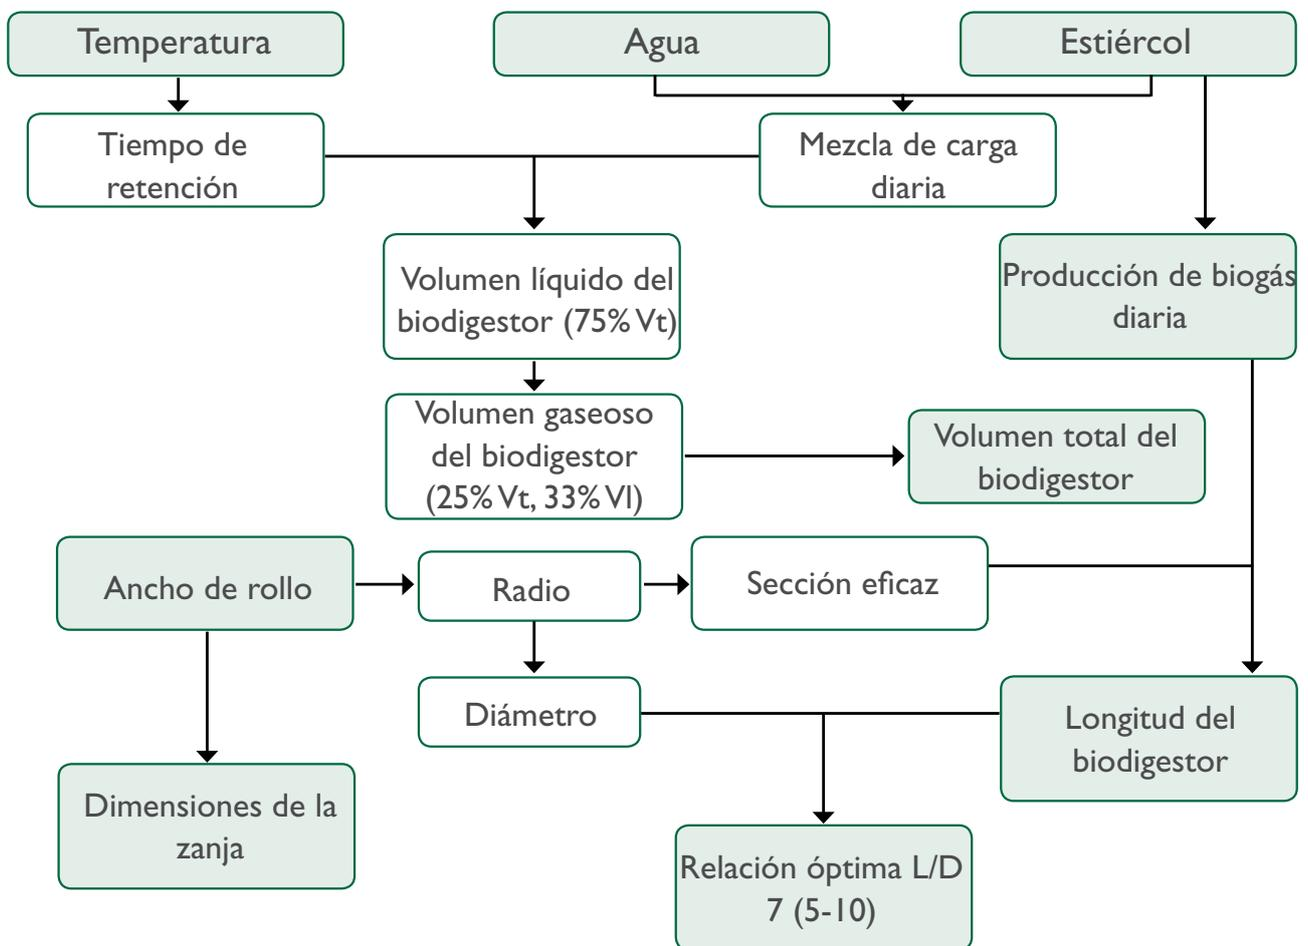 Temperatura
Agua
Estiércol
Tiempo de
retención
Mezcla de carga
diaria
Volumen líquido del
biodigestor (75% Vt)
Producción de biogás
diaria
Volumen gaseoso
del biodigestor
(25% Vt, 33% Vl)
Volumen total del
biodigestor
Ancho de rollo
Radio
Sección eficaz
Diámetro
Longitud del
biodigestor
Dimensiones de la
zanja
Relación óptima L/D
7 (5-10)